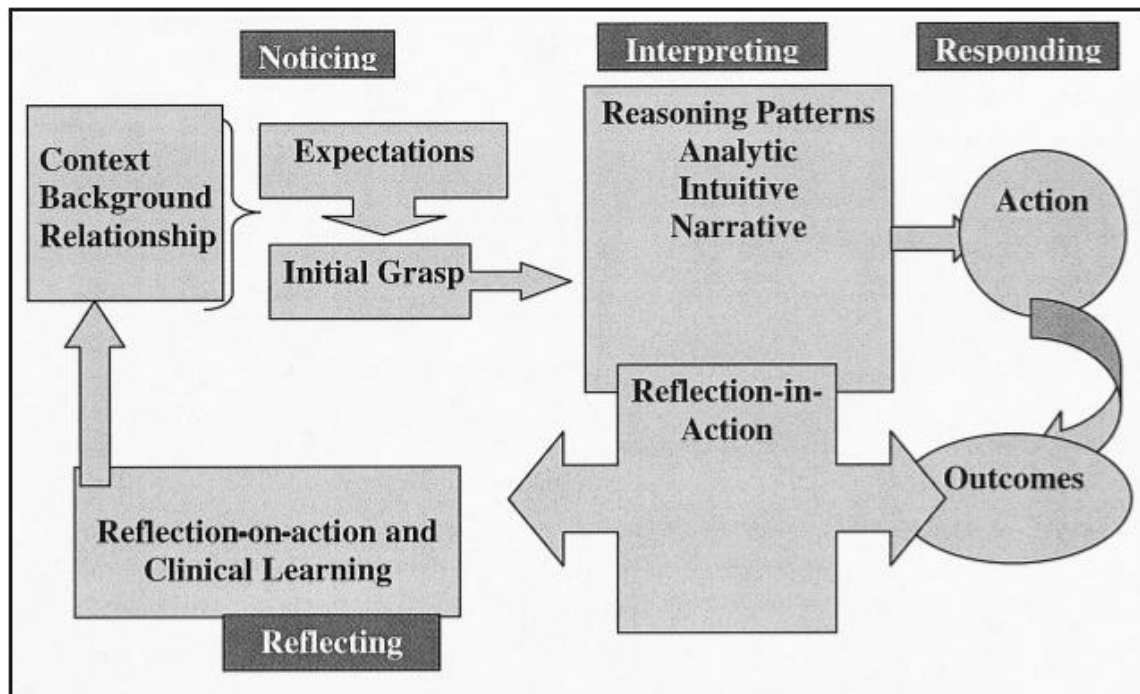 Noticing
Interpreting
Responding
Context
Background
Relationship
Expectations
Initial Grasp
Reasoning Patterns
Analytic
Intuitive
Narrative
Action
Reflection-in-
Action
Outcomes
Reflection-on-action and
Clinical Learning
Reflecting